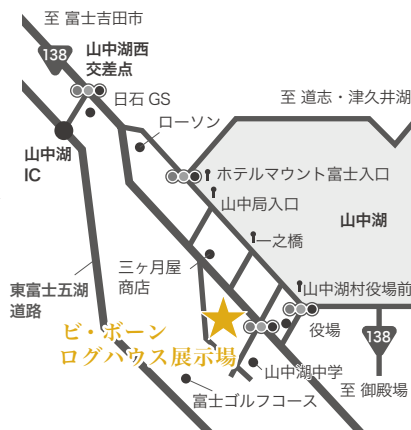 至 富士吉田市
138
山中湖西
交差点
日石 GS
ローソン
至 道志・津久井湖
山中湖
IC
ホテルマウント富士入口
山中局入口
山中湖
一之橋
三ヶ月屋
商店
東富士五湖
道路
山中湖村役場前
ビ・ボーン
ログハウス展示場
役場
138
山中湖中学
至 御殿場
富士ゴルフコース